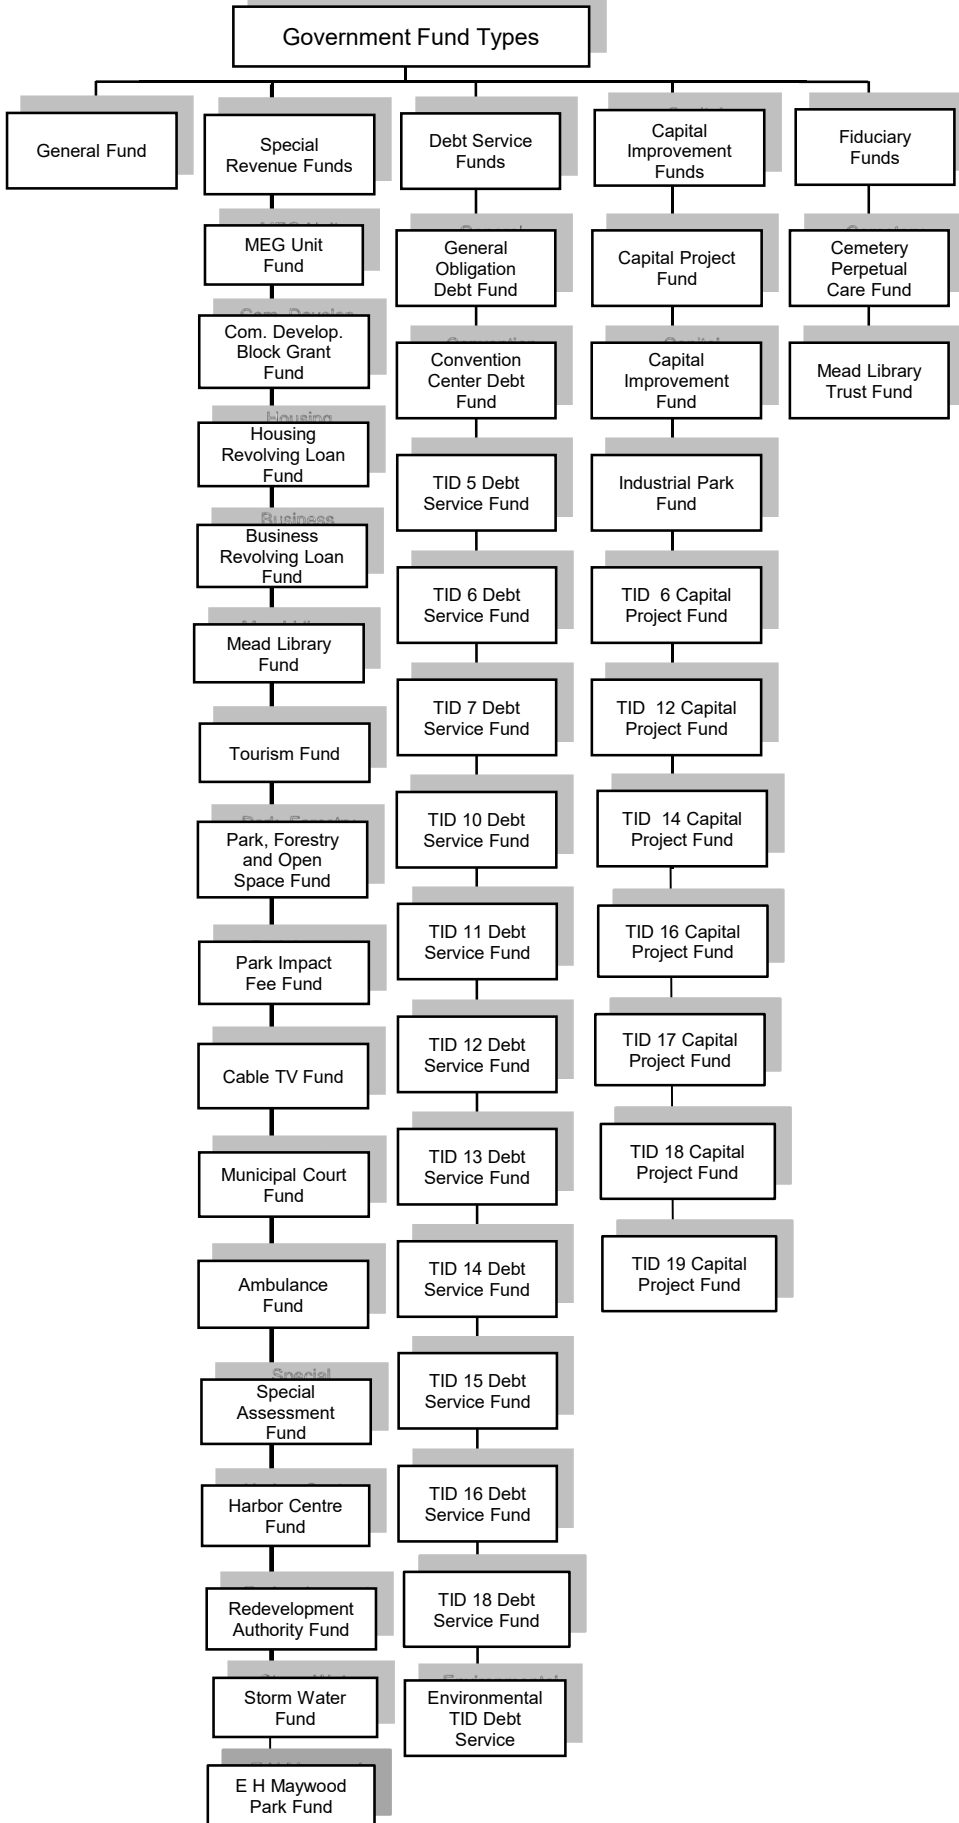 Government Fund Types
General Fund
Special
Revenue Funds
Debt Service
Funds
Capital
Improvement
Funds
Fiduciary
Funds
MEG Unit
Fund
Com. Develop.
Block Grant
Fund
Housing
Revolving Loan
Fund
Business
Revolving Loan
Fund
Mead Library
Fund
Tourism Fund
Park, Forestry
and Open
Space Fund
Park Impact
Fee Fund
Cable TV Fund
Municipal Court
Fund
Ambulance
Fund
Special
Assessment
Fund
Harbor Centre
Fund
Redevelopment
Authority Fund
Storm Water
Fund
E H Maywood
Park Fund
General
Obligation
Debt Fund
Convention
Center Debt
Fund
TID 5 Debt
Service Fund
TID 6 Debt
Service Fund
TID 7 Debt
Service Fund
TID 10 Debt
Service Fund
TID 11 Debt
Service Fund
TID 12 Debt
Service Fund
TID 13 Debt
Service Fund
TID 14 Debt
Service Fund
TID 15 Debt
Service Fund
TID 16 Debt
Service Fund
TID 18 Debt
Service Fund
Environmental
TID Debt
Service
Capital Project
Fund
Capital
Improvement
Fund
Industrial Park
Fund
TID  6 Capital
Project Fund
TID  12 Capital
Project Fund
TID  14 Capital
Project Fund
TID 16 Capital
Project Fund
TID 17 Capital
Project Fund
TID 18 Capital
Project Fund
TID 19 Capital
Project Fund
Cemetery
Perpetual
Care Fund
Mead Library
Trust Fund